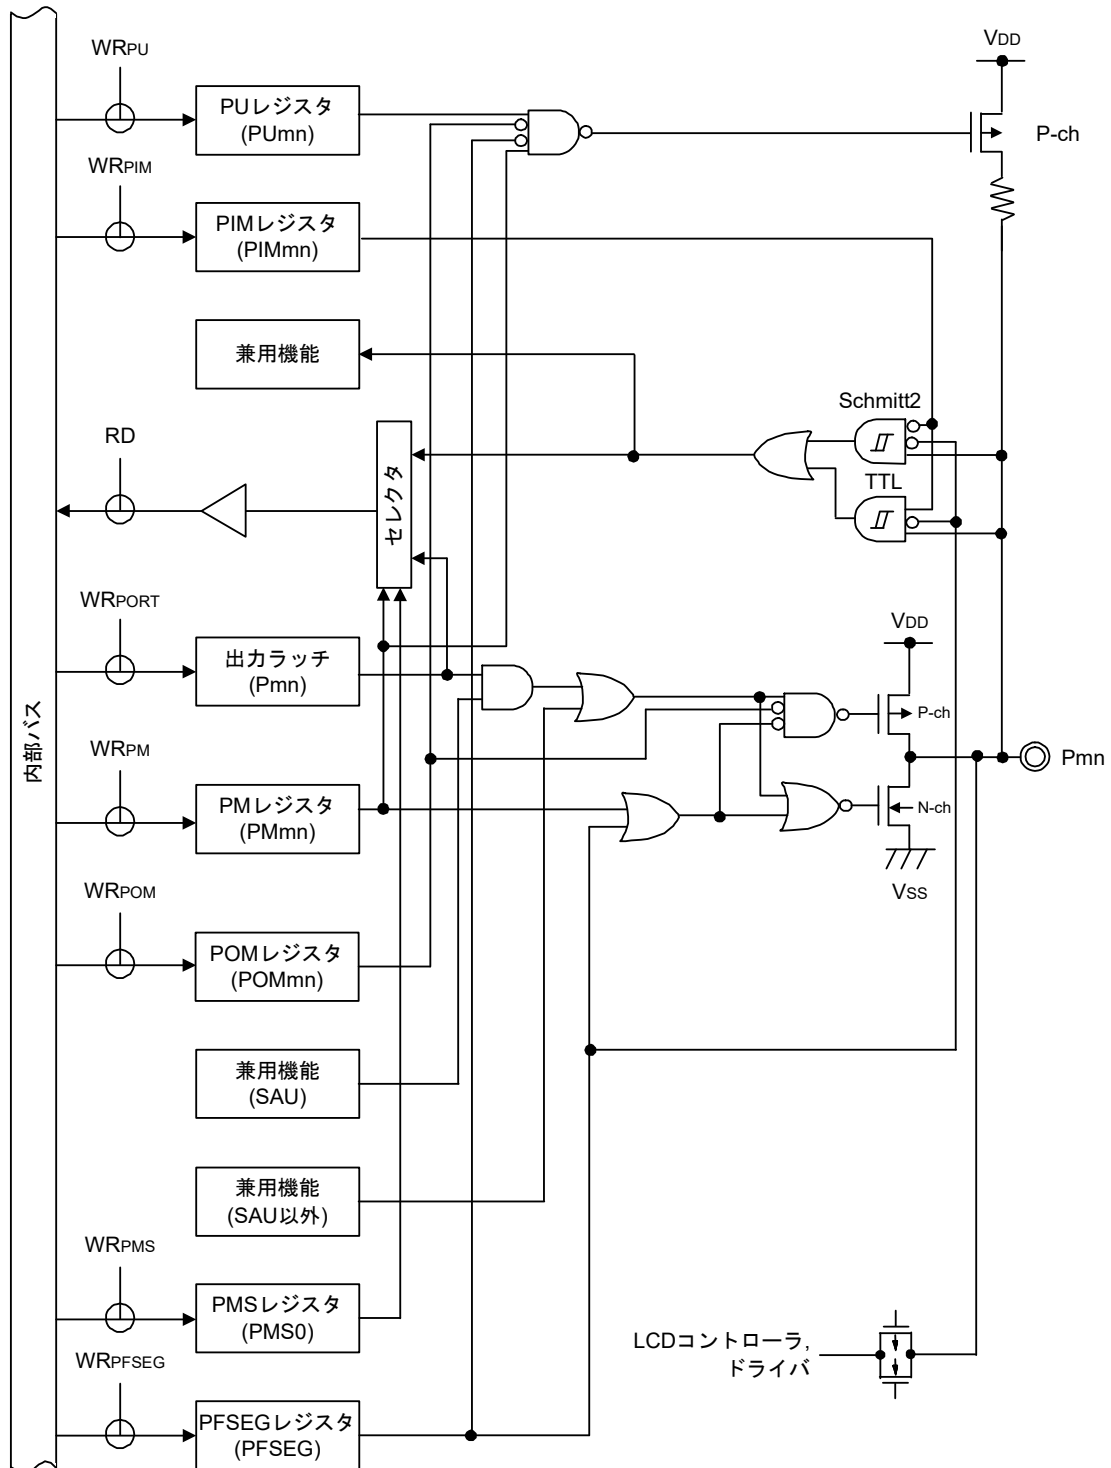 WRPU
VDD
PUレジスタ
(PUmn)
P-ch
WRPIM
PIMレジスタ
(PIMmn)
兼用機能
Schmitt2
RD
TTL
セレクタ
WRPORT
VDD
出力ラッチ
(Pmn)
P-ch
内部バス
WRPM
Pmn
PMレジスタ
(PMmn)
N-ch
WRPOM
VSS
POMレジスタ
(POMmn)
兼用機能
(SAU)
兼用機能
(SAU以外)
WRPMS
PMSレジスタ
(PMS0)
LCDコントローラ,
ドライバ
WRPFSEG
PFSEGレジスタ
(PFSEG)